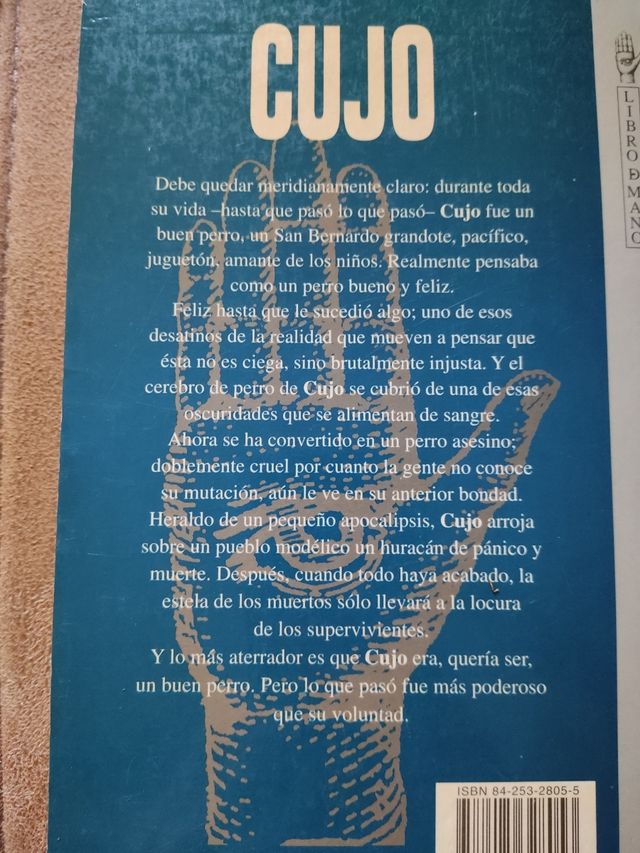 CUJO
Debe quedar meridianamente claro: durante toda
su vida –hasta que pasó lo que pasó– Cujo fue un
buen perro, un San Bernardo grandote, pacífico,
juguetón, amante de los niños. Realmente pensaba
como un perro bueno y feliz.
Feliz hasta que le sucedió algo; uno de esos
desatinos de la realidad que mueven a pensar que
ésta no es ciega, sino brutalmente injusta. Y el
cerebro de perro de Cujo se cubrió de una de esas
oscuridades que se alimentan de sangre.
Ahora se ha convertido en un perro asesino;
doblemente cruel por cuanto la gente no conoce
su mutación, aún le ve en su anterior bondad.
Heraldo de un pequeño apocalipsis, Cujo arroja
sobre un pueblo modélico un huracán de pánico y
muerte. Después, cuando todo haya acabado, la
estela de los muertos sólo llevará a la locura
de los supervivientes.
Y lo más aterrador es que Cujo era, quería ser,
un buen perro. Pero lo que pasó fue más poderoso
que su voluntad.
ISBN 84-253-2805-5
LIBRO DE MANO